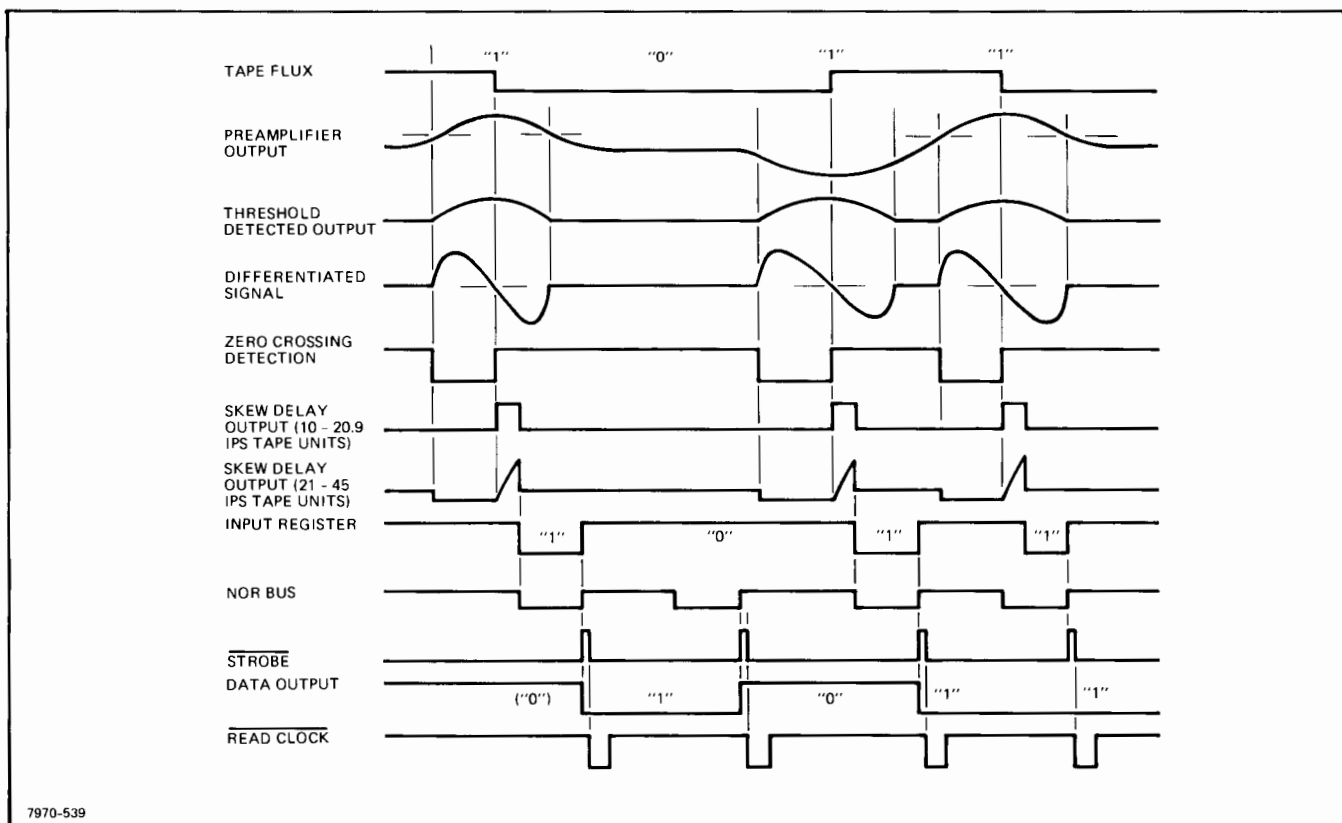 "1" "0" "1" "1"
TAPE FLUX
PREAMPLIFIER
OUTPUT
THRESHOLD
DETECTED OUTPUT
DIFFERENTIATED
SIGNAL
ZERO CROSSING
DETECTION
SKEW DELAY
OUTPUT (10 - 20.9
IPS TAPE UNITS)
SKEW DELAY
OUTPUT (21 - 45
IPS TAPE UNITS)
INPUT REGISTER
"1" "0" "1" "1"
NOR BUS
STROBE
DATA OUTPUT
("0") "1" "0" "1" "1"
READ CLOCK
7970-539